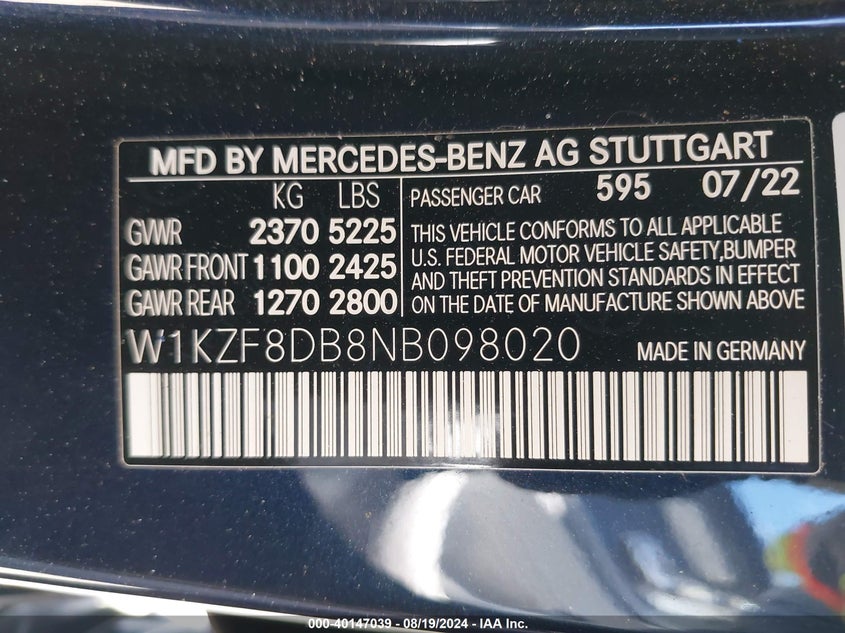 MFD BY MERCEDES-BENZ AG STUTTGART
KG LBS
GVWR 2370 5225
GAWR FRONT 1100 2425
GAWR REAR 1270 2800
PASSENGER CAR 595 07/22
THIS VEHICLE CONFORMS TO ALL APPLICABLE
U.S. FEDERAL MOTOR VEHICLE SAFETY,BUMPER
AND THEFT PREVENTION STANDARDS IN EFFECT
ON THE DATE OF MANUFACTURE SHOWN ABOVE
W1KZF8DB8NB098020
MADE IN GERMANY
000-40147039 - 08/19/2024 - IAA Inc.